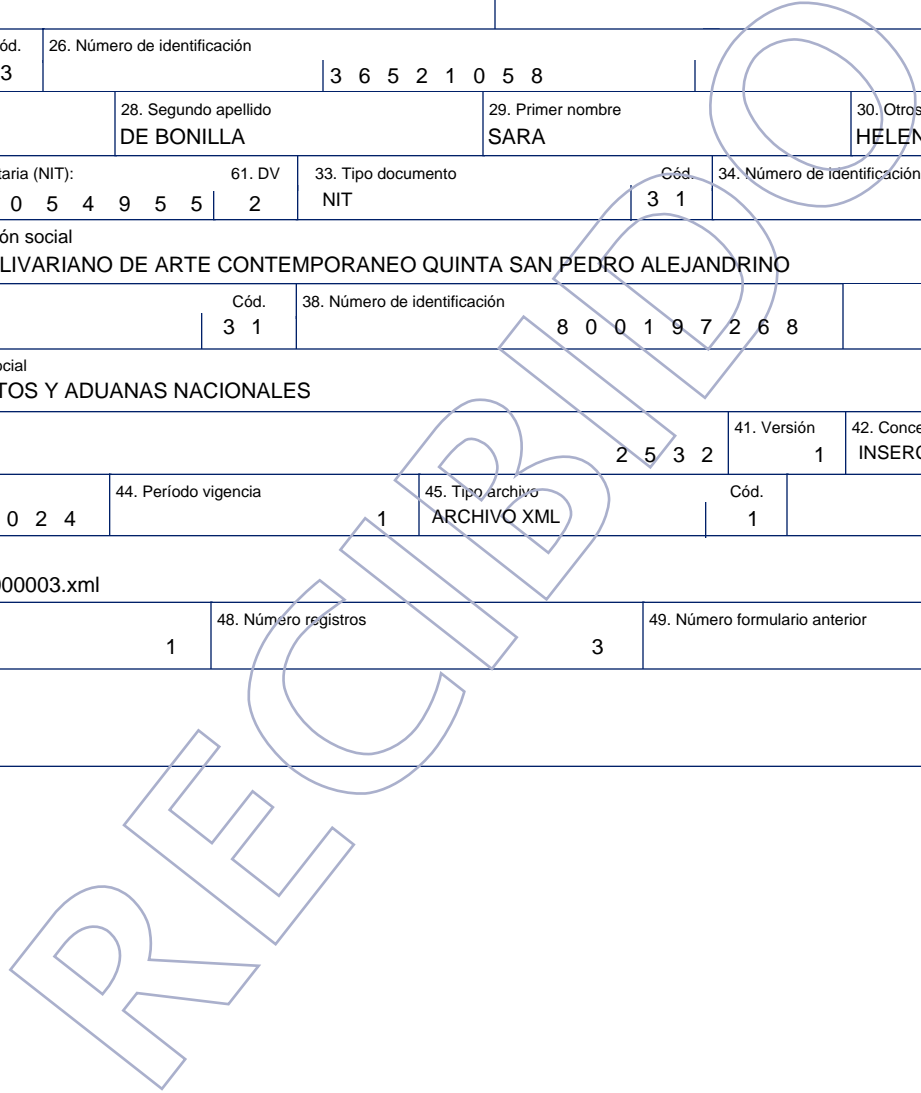 ód. 26. Número de identificación
3 3 6 5 2 1 0 5 8
28. Segundo apellido 29. Primer nombre 30. Otros
DE BONILLA SARA HELEN
taria (NIT): 61. DV 33. Tipo documento Cód. 34. Número de identificación
0 5 4 9 5 5 2 NIT 3 1
ón social
LIVARIANO DE ARTE CONTEMPORANEO QUINTA SAN PEDRO ALEJANDRINO
Cód. 38. Número de identificación
3 1 8 0 0 1 9 7 2 6 8
ocial
TOS Y ADUANAS NACIONALES
41. Versión 42. Conce
2 5 3 2 1 INSERC
44. Período vigencia 45. Tipo archivo Cód.
0 2 4 1 ARCHIVO XML 1
000003.xml
48. Número registros 49. Número formulario anterior
1 3
RECIBIDO